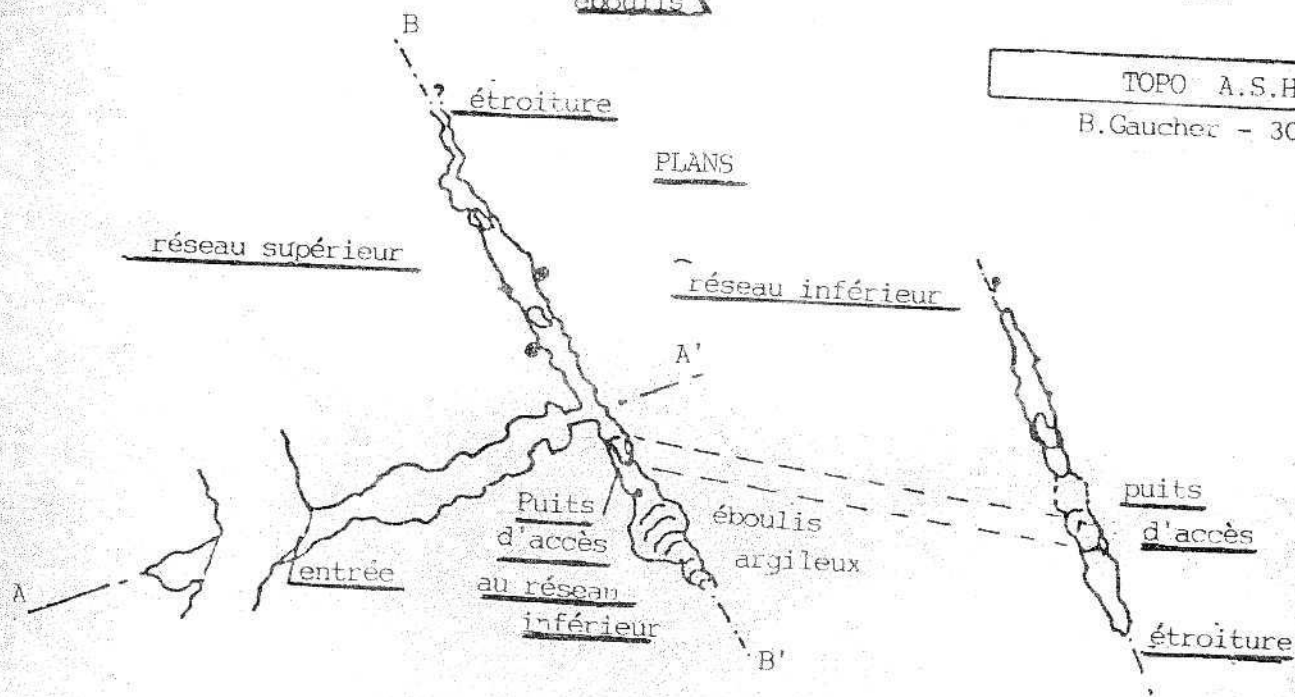 éboulis
B
TOPO A.S.H
B.Gaucher - 30
?
étroiture
PLANS
réseau supérieur
réseau inférieur
A'
Puits
d'accès
au réseau
inférieur
éboulis
argileux
puits
d'accès
entrée
A
étroiture
B'